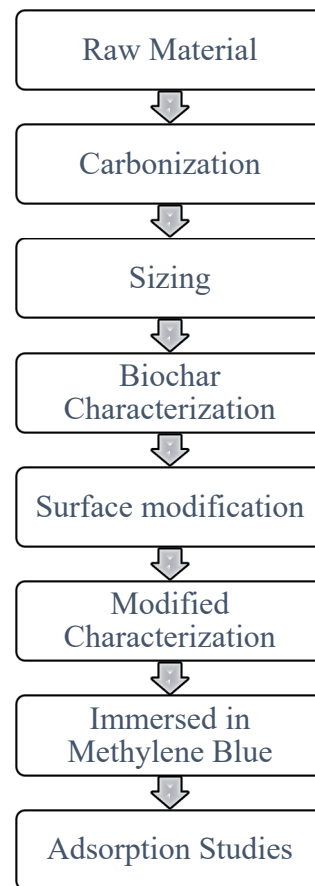 Raw Material
Carbonization
Sizing
Biochar
Characterization
Surface modification
Modified
Characterization
Immersed in
Methylene Blue
Adsorption Studies